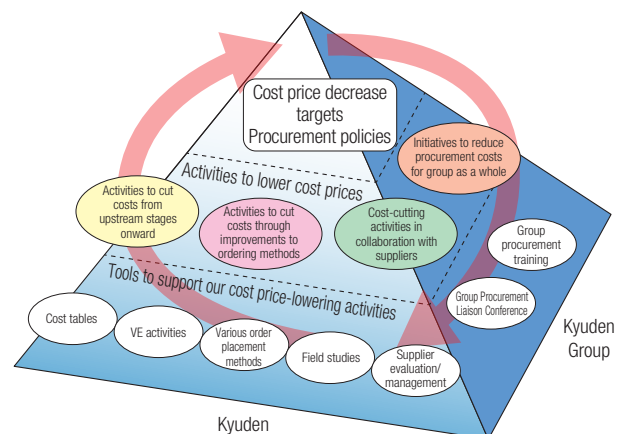 Cost price decrease
targets
Procurement policies
Initiatives to reduce
procurement costs
for group as a whole
Activities to lower cost prices
Activities to cut
costs from
upstream stages
onward
Activities to cut
costs through
improvements to
ordering methods
Cost-cutting
activities in
collaboration with
suppliers
Group
procurement
training
Tools to support our cost price-lowering activities
Group Procurement
Liaison Conference
Cost tables
VE activities
Various order
placement
methods
Field studies
Supplier
evaluation/
management
Kyuden
Group
Kyuden